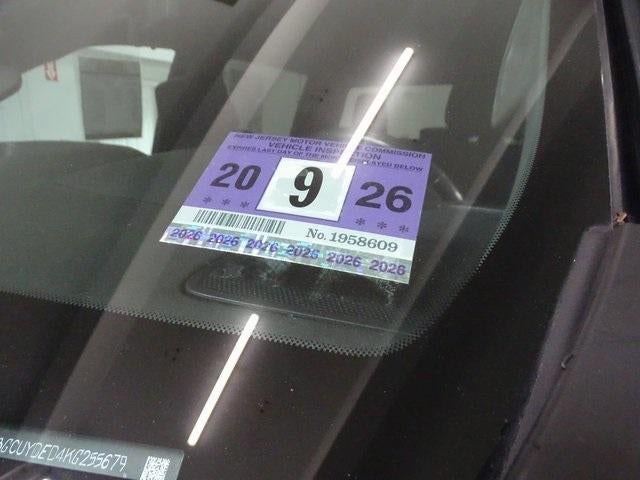 NEW JERSEY MOTOR VEHICLE COMMISSION
VEHICLE INSPECTION
EXPIRES LAST DAY OF THE MONTH DISPLAYED BELOW
20 9 26
* * * * * *
No. 1958609
2026 2026 2026 2026 2026 2026
GCUYDEDAKG255679